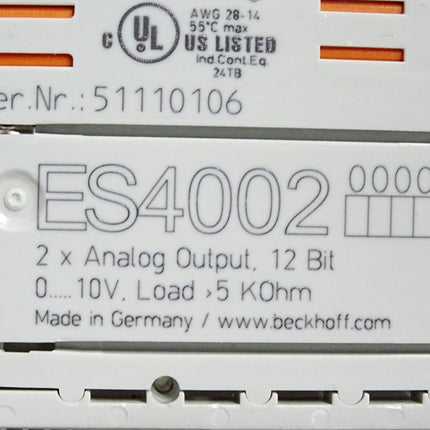 AWG 28-14
55°C max
c UL US LISTED
Ind.Cont.Eq.
24TB
er.Nr.: 51110106
ES4002 0000
2 x Analog Output, 12 Bit
0.....10V, Load >5 KOhm
Made in Germany / www.beckhoff.com